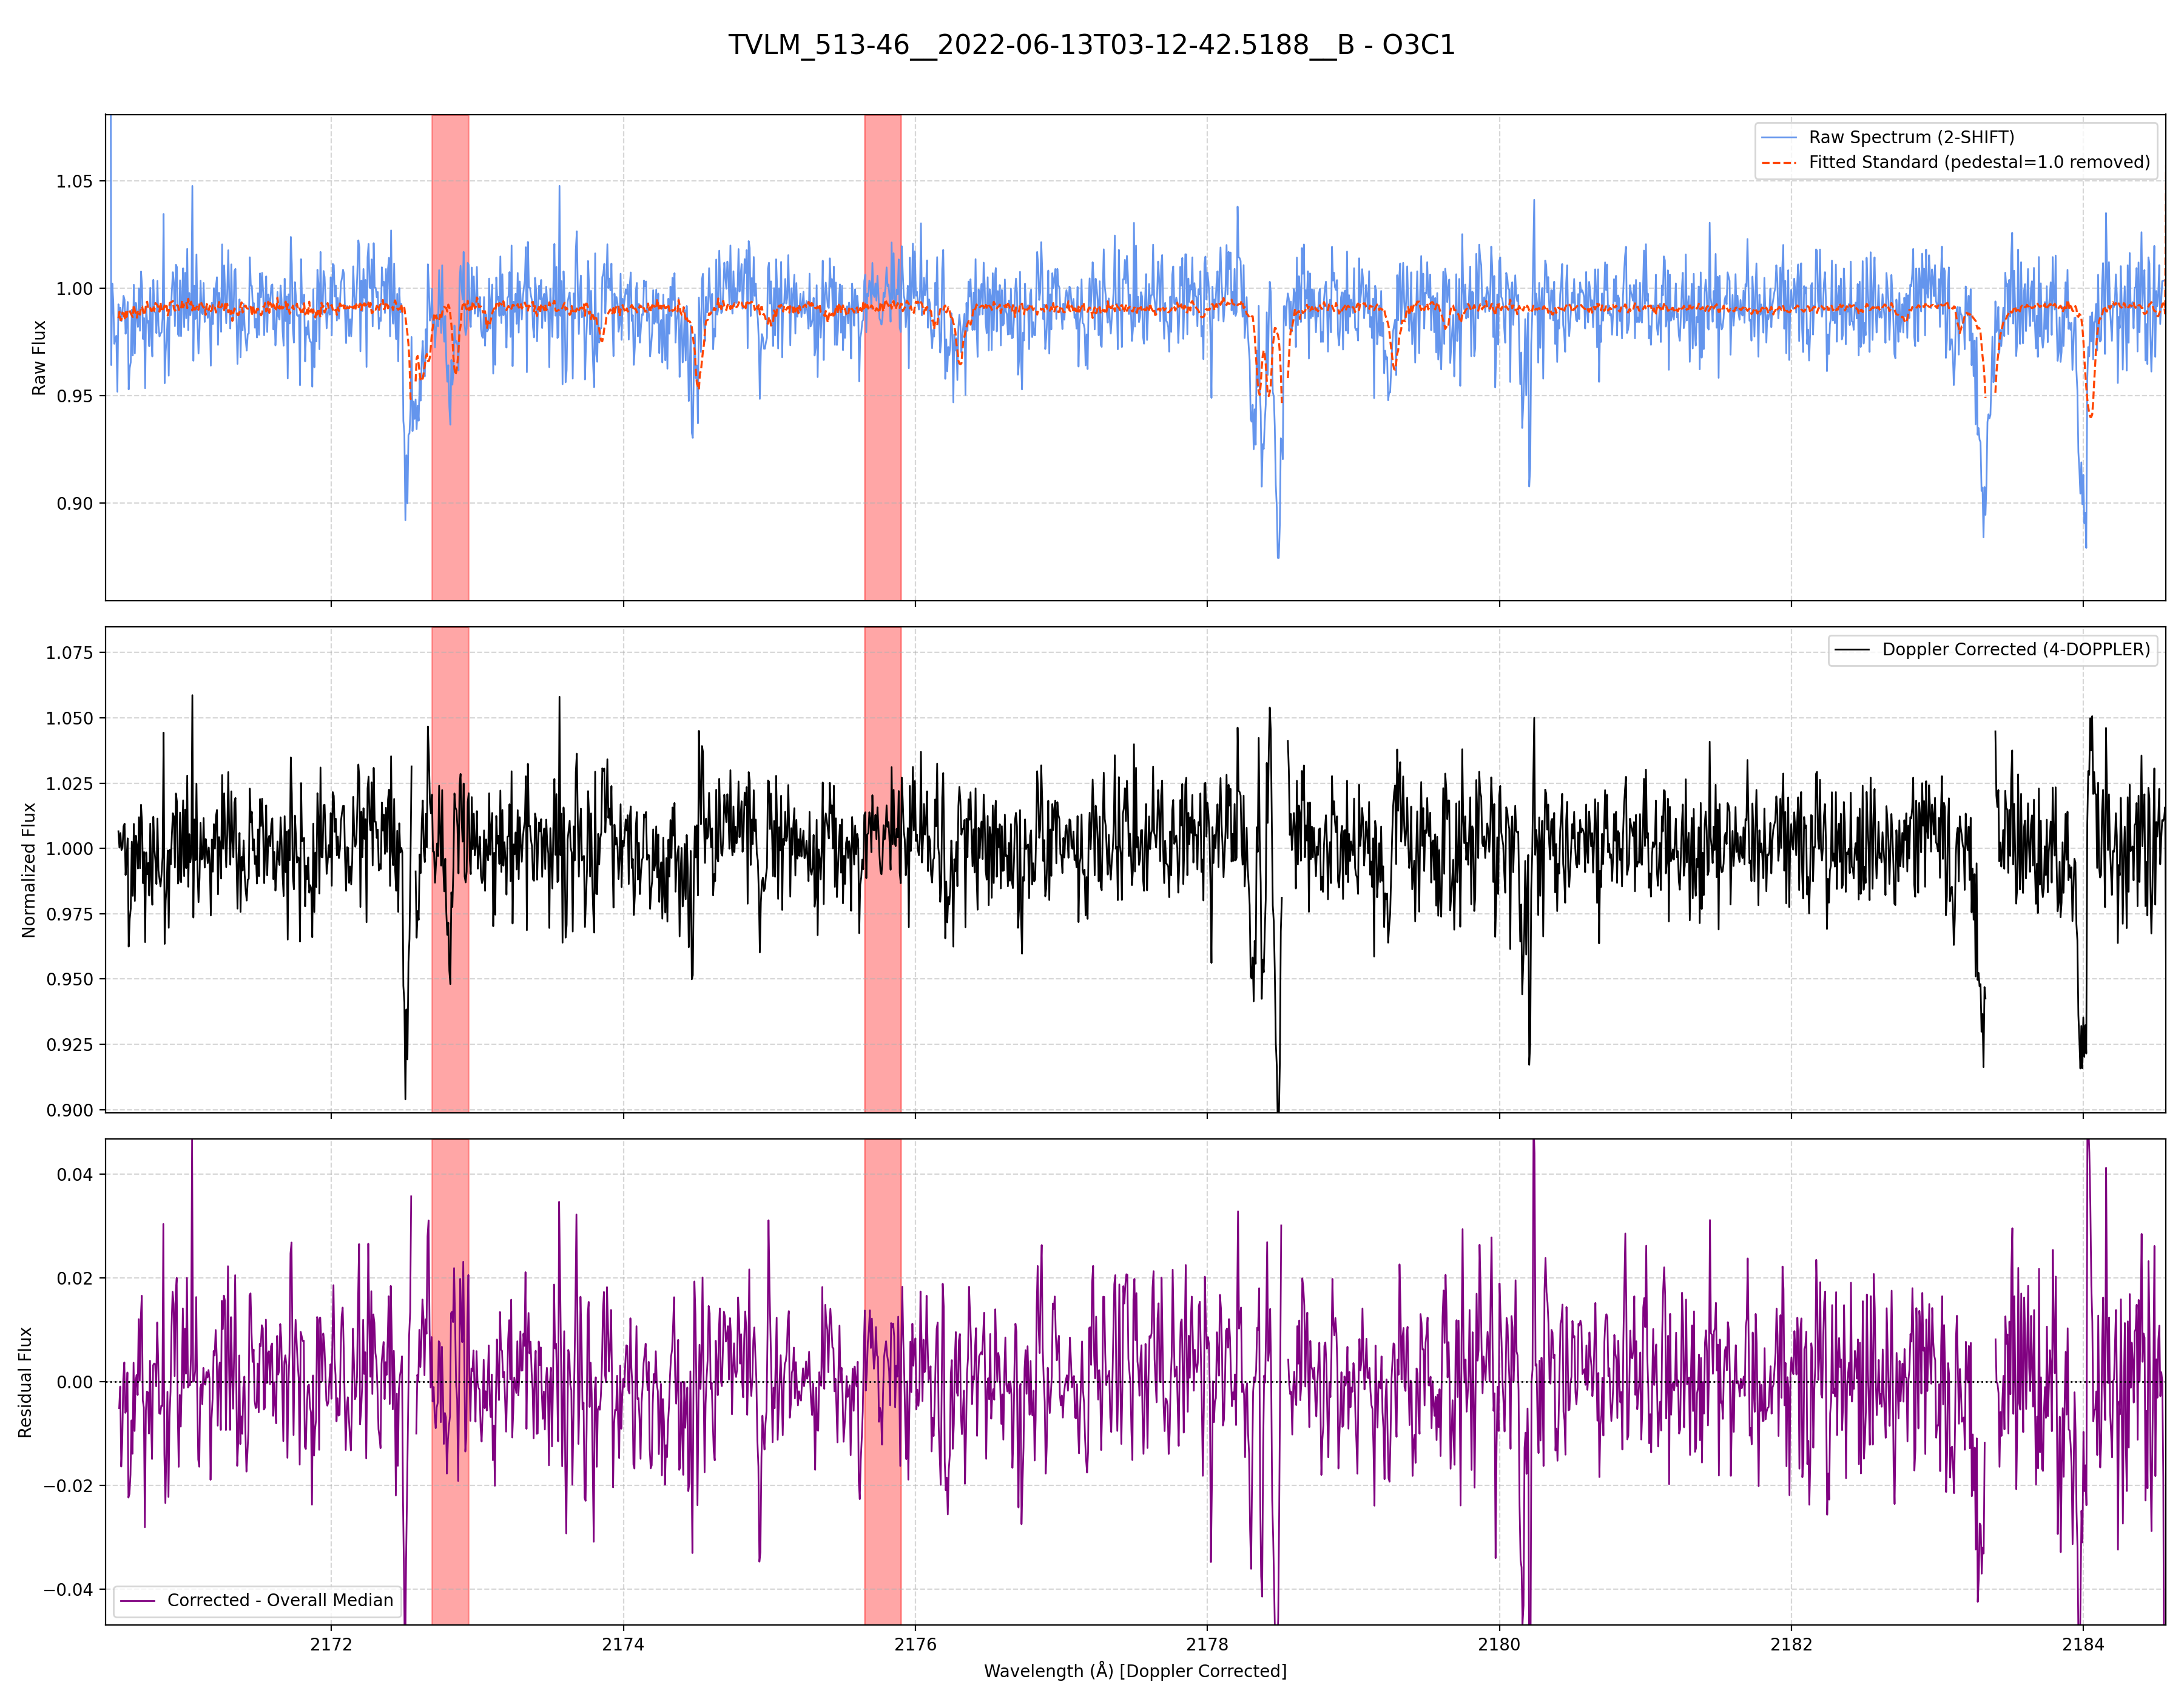 TVLM_513-46__2022-06-13T03-12-42.5188__B - O3C1
Raw Spectrum (2-SHIFT)
Fitted Standard (pedestal=1.0 removed)
1.05
1.00
0.95
0.90
Raw Flux
Doppler Corrected (4-DOPPLER)
1.075
1.050
1.025
1.000
0.975
0.950
0.925
0.900
Normalized Flux
0.04
0.02
0.00
−0.02
−0.04
Residual Flux
Corrected - Overall Median
2172
2174
2176
2178
2180
2182
2184
Wavelength (Å) [Doppler Corrected]